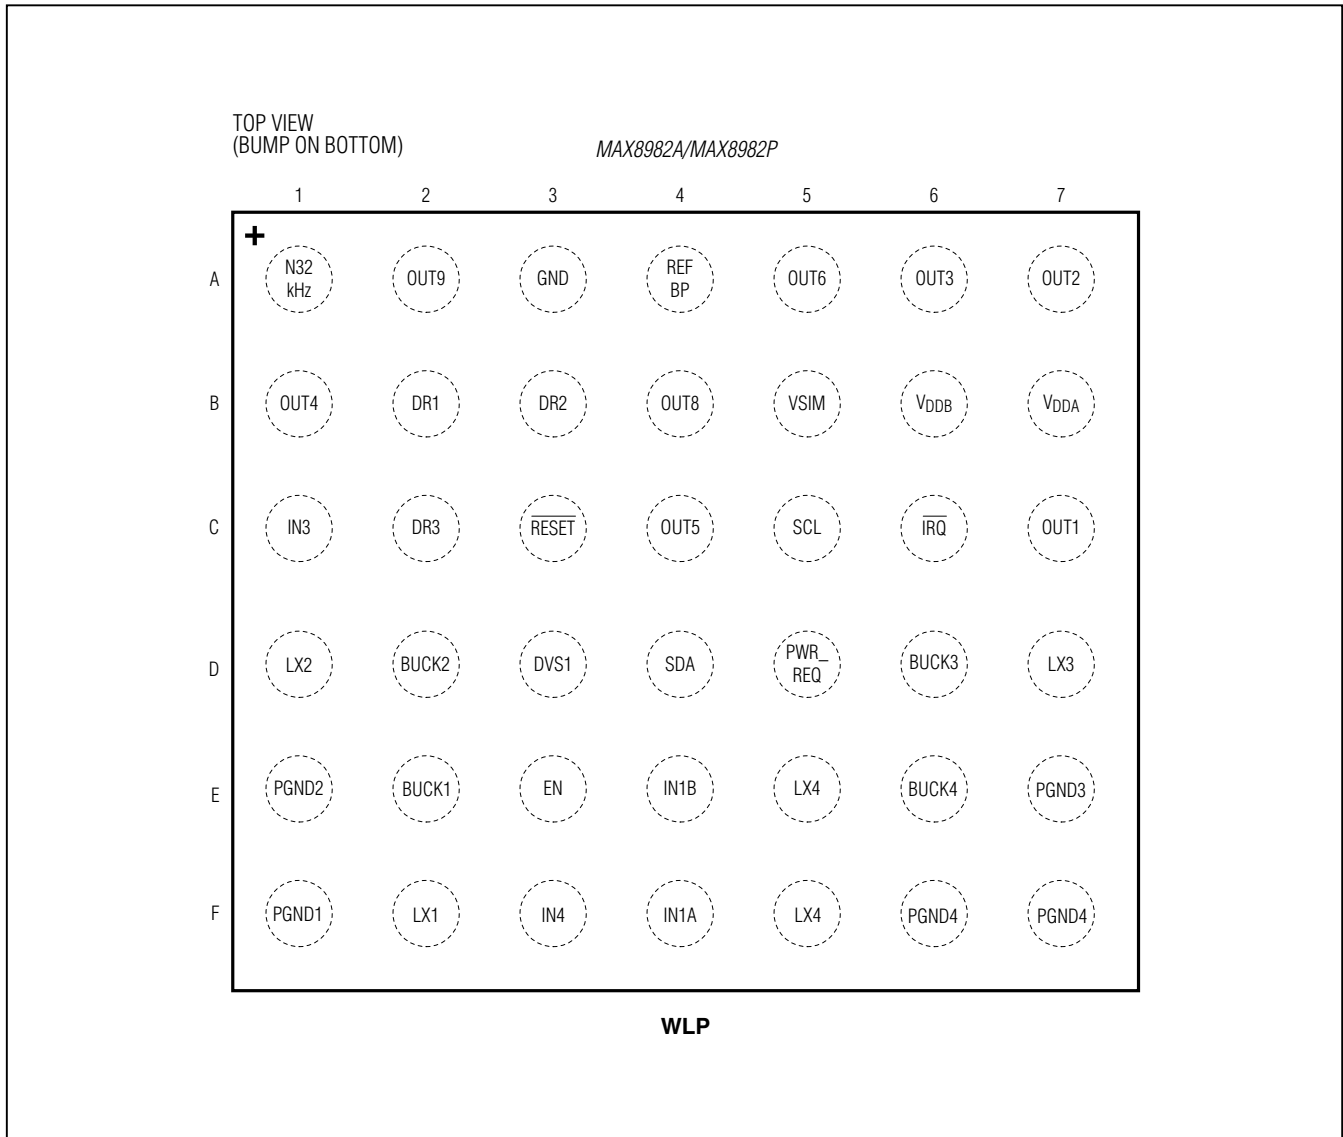 TOP VIEW
(BUMP ON BOTTOM)
MAX8982A/MAX8982P
1 2 3 4 5 6 7
A N32 kHz OUT9 GND REF BP OUT6 OUT3 OUT2
B OUT4 DR1 DR2 OUT8 VSIM VDDB VDDA
C IN3 DR3 RESET OUT5 SCL IRQ OUT1
D LX2 BUCK2 DVS1 SDA PWR_ REQ BUCK3 LX3
E PGND2 BUCK1 EN IN1B LX4 BUCK4 PGND3
F PGND1 LX1 IN4 IN1A LX4 PGND4 PGND4
+
WLP